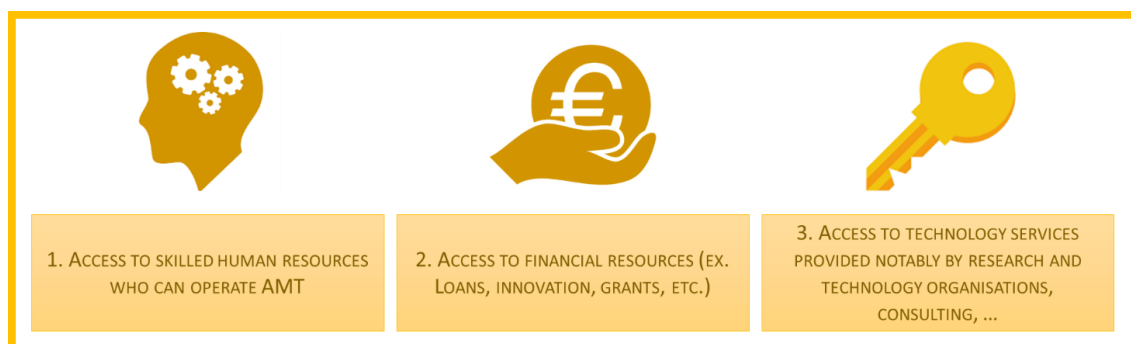 1. Access to skilled human resources
who can operate AMT
2. Access to financial resources (ex.
Loans, innovation, grants, etc.)
3. Access to technology services
provided notably by research and
technology organisations,
consulting, ...